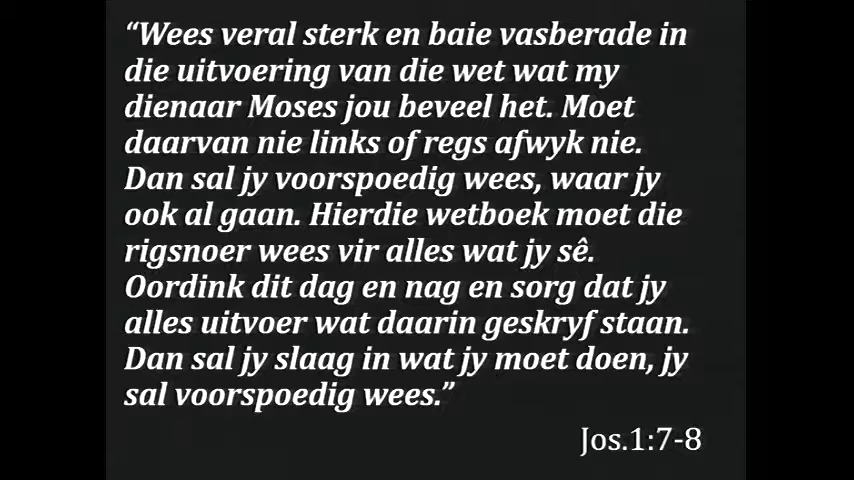 “Wees veral sterk en baie vasberade in
die uitvoering van die wet wat my
dienaar Moses jou beveel het. Moet
daarvan nie links of regs afwyk nie.
Dan sal jy voorspoedig wees, waar jy
ook al gaan. Hierdie wetboek moet die
rigsnoer wees vir alles wat jy sê.
Oordink dit dag en nag en sorg dat jy
alles uitvoer wat daarin geskryf staan.
Dan sal jy slaag in wat jy moet doen, jy
sal voorspoedig wees.”
Jos.1:7-8